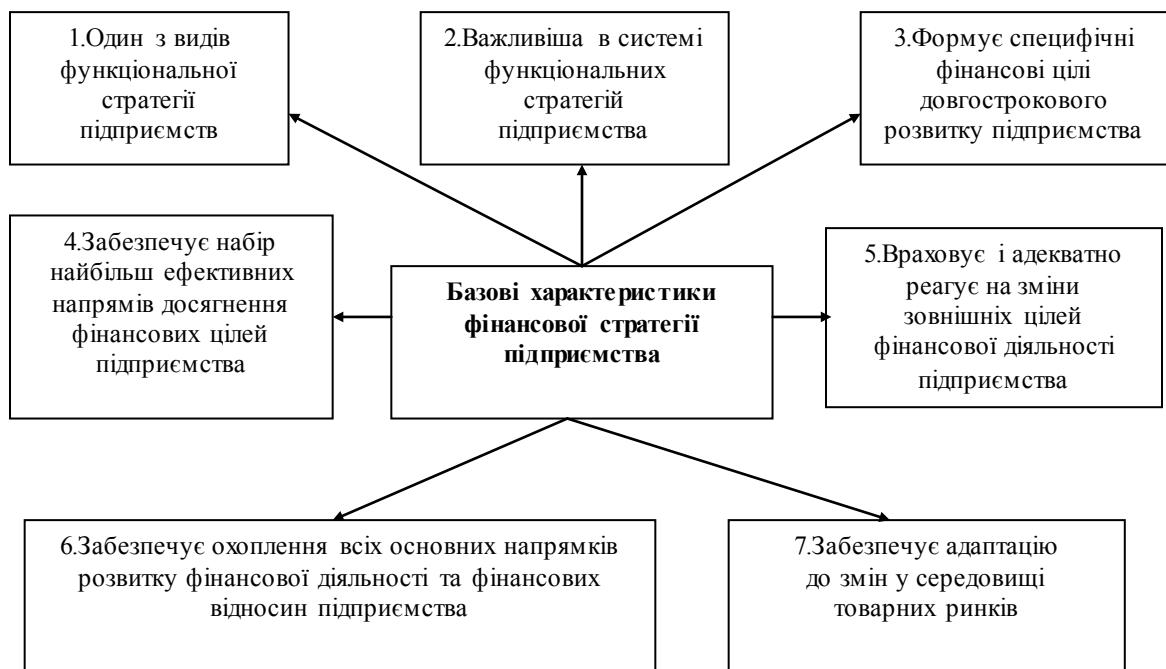 1.Один з видів
функціональної
стратегії
підприємств
2.Важливіша в системі
функціональних
стратегій
підприємства
3.Формує специфічні
фінансові цілі
довгострокового
розвитку підприємства
4.Забезпечує набір
найбільш ефективних
напрямів досягнення
фінансових цілей
підприємства
Базові характеристики
фінансової стратегії
підприємства
5.Враховує і адекватно
реагує на зміни
зовнішніх цілей
фінансової діяльності
підприємства
6.Забезпечує охоплення всіх основних напрямків
розвитку фінансової діяльності та фінансових
відносин підприємства
7.Забезпечує адаптацію
до змін у середовищі
товарних ринків